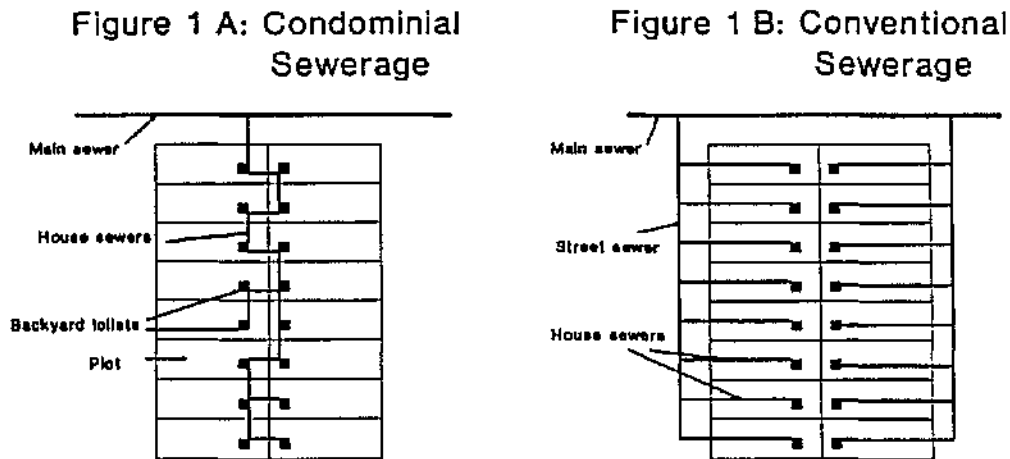 Figure 1 A: Condominial
Sewerage
Main sewer
House sewers
Backyard toilets
Plot
Figure 1 B: Conventional
Sewerage
Main sewer
Street sewer
House sewers